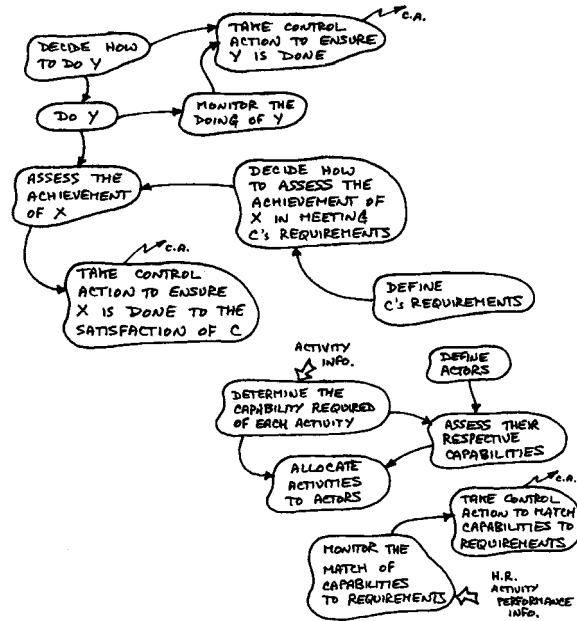 DECIDE HOW
TO DO Y
TAKE CONTROL
ACTION TO ENSURE
Y IS DONE
C.A.
DO Y
MONITOR THE
DOING OF Y
ASSESS THE
ACHIEVEMENT
OF X
DECIDE HOW
TO ASSESS THE
ACHIEVEMENT OF
X IN MEETING
C's REQUIREMENTS
C.A.
TAKE CONTROL
ACTION TO ENSURE
X IS DONE TO THE
SATISFACTION OF C
DEFINE
C's REQUIREMENTS
ACTIVITY
INFO.
DEFINE
ACTORS
DETERMINE THE
CAPABILITY REQUIRED
OF EACH ACTIVITY
ASSESS THEIR
RESPECTIVE
CAPABILITIES
ALLOCATE
ACTIVITIES
TO ACTORS
C.A.
TAKE CONTROL
ACTION TO MATCH
CAPABILITIES TO
REQUIREMENTS
MONITOR THE
MATCH OF
CAPABILITIES
TO REQUIREMENTS
H.R.
ACTIVITY
PERFORMANCE
INFO.